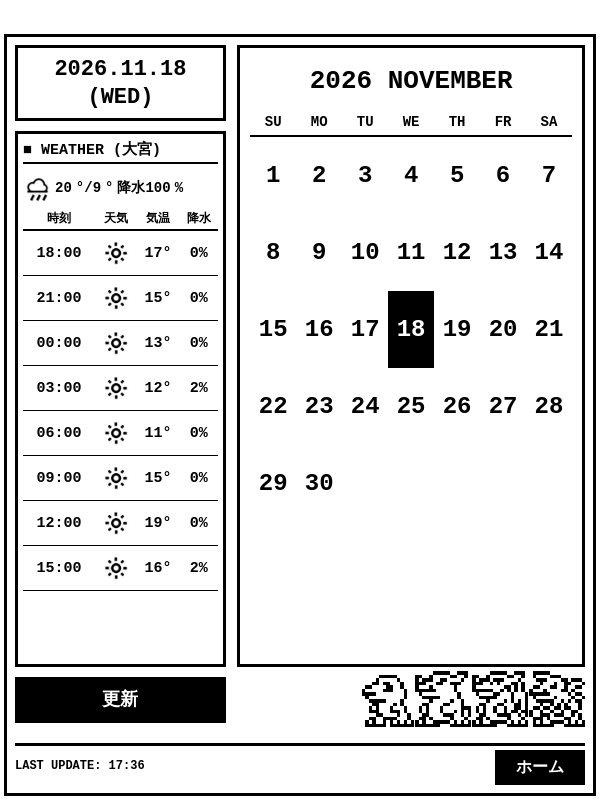 2026.11.18
(WED)
■ WEATHER (大宮)
20 °/9 ° 降水100 %
時刻 天気 気温 降水
18:00 17° 0%
21:00 15° 0%
00:00 13° 0%
03:00 12° 2%
06:00 11° 0%
09:00 15° 0%
12:00 19° 0%
15:00 16° 2%
2026 NOVEMBER
SU MO TU WE TH FR SA
1 2 3 4 5 6 7
8 9 10 11 12 13 14
15 16 17 18 19 20 21
22 23 24 25 26 27 28
29 30
更新
LAST UPDATE: 17:36
ホーム